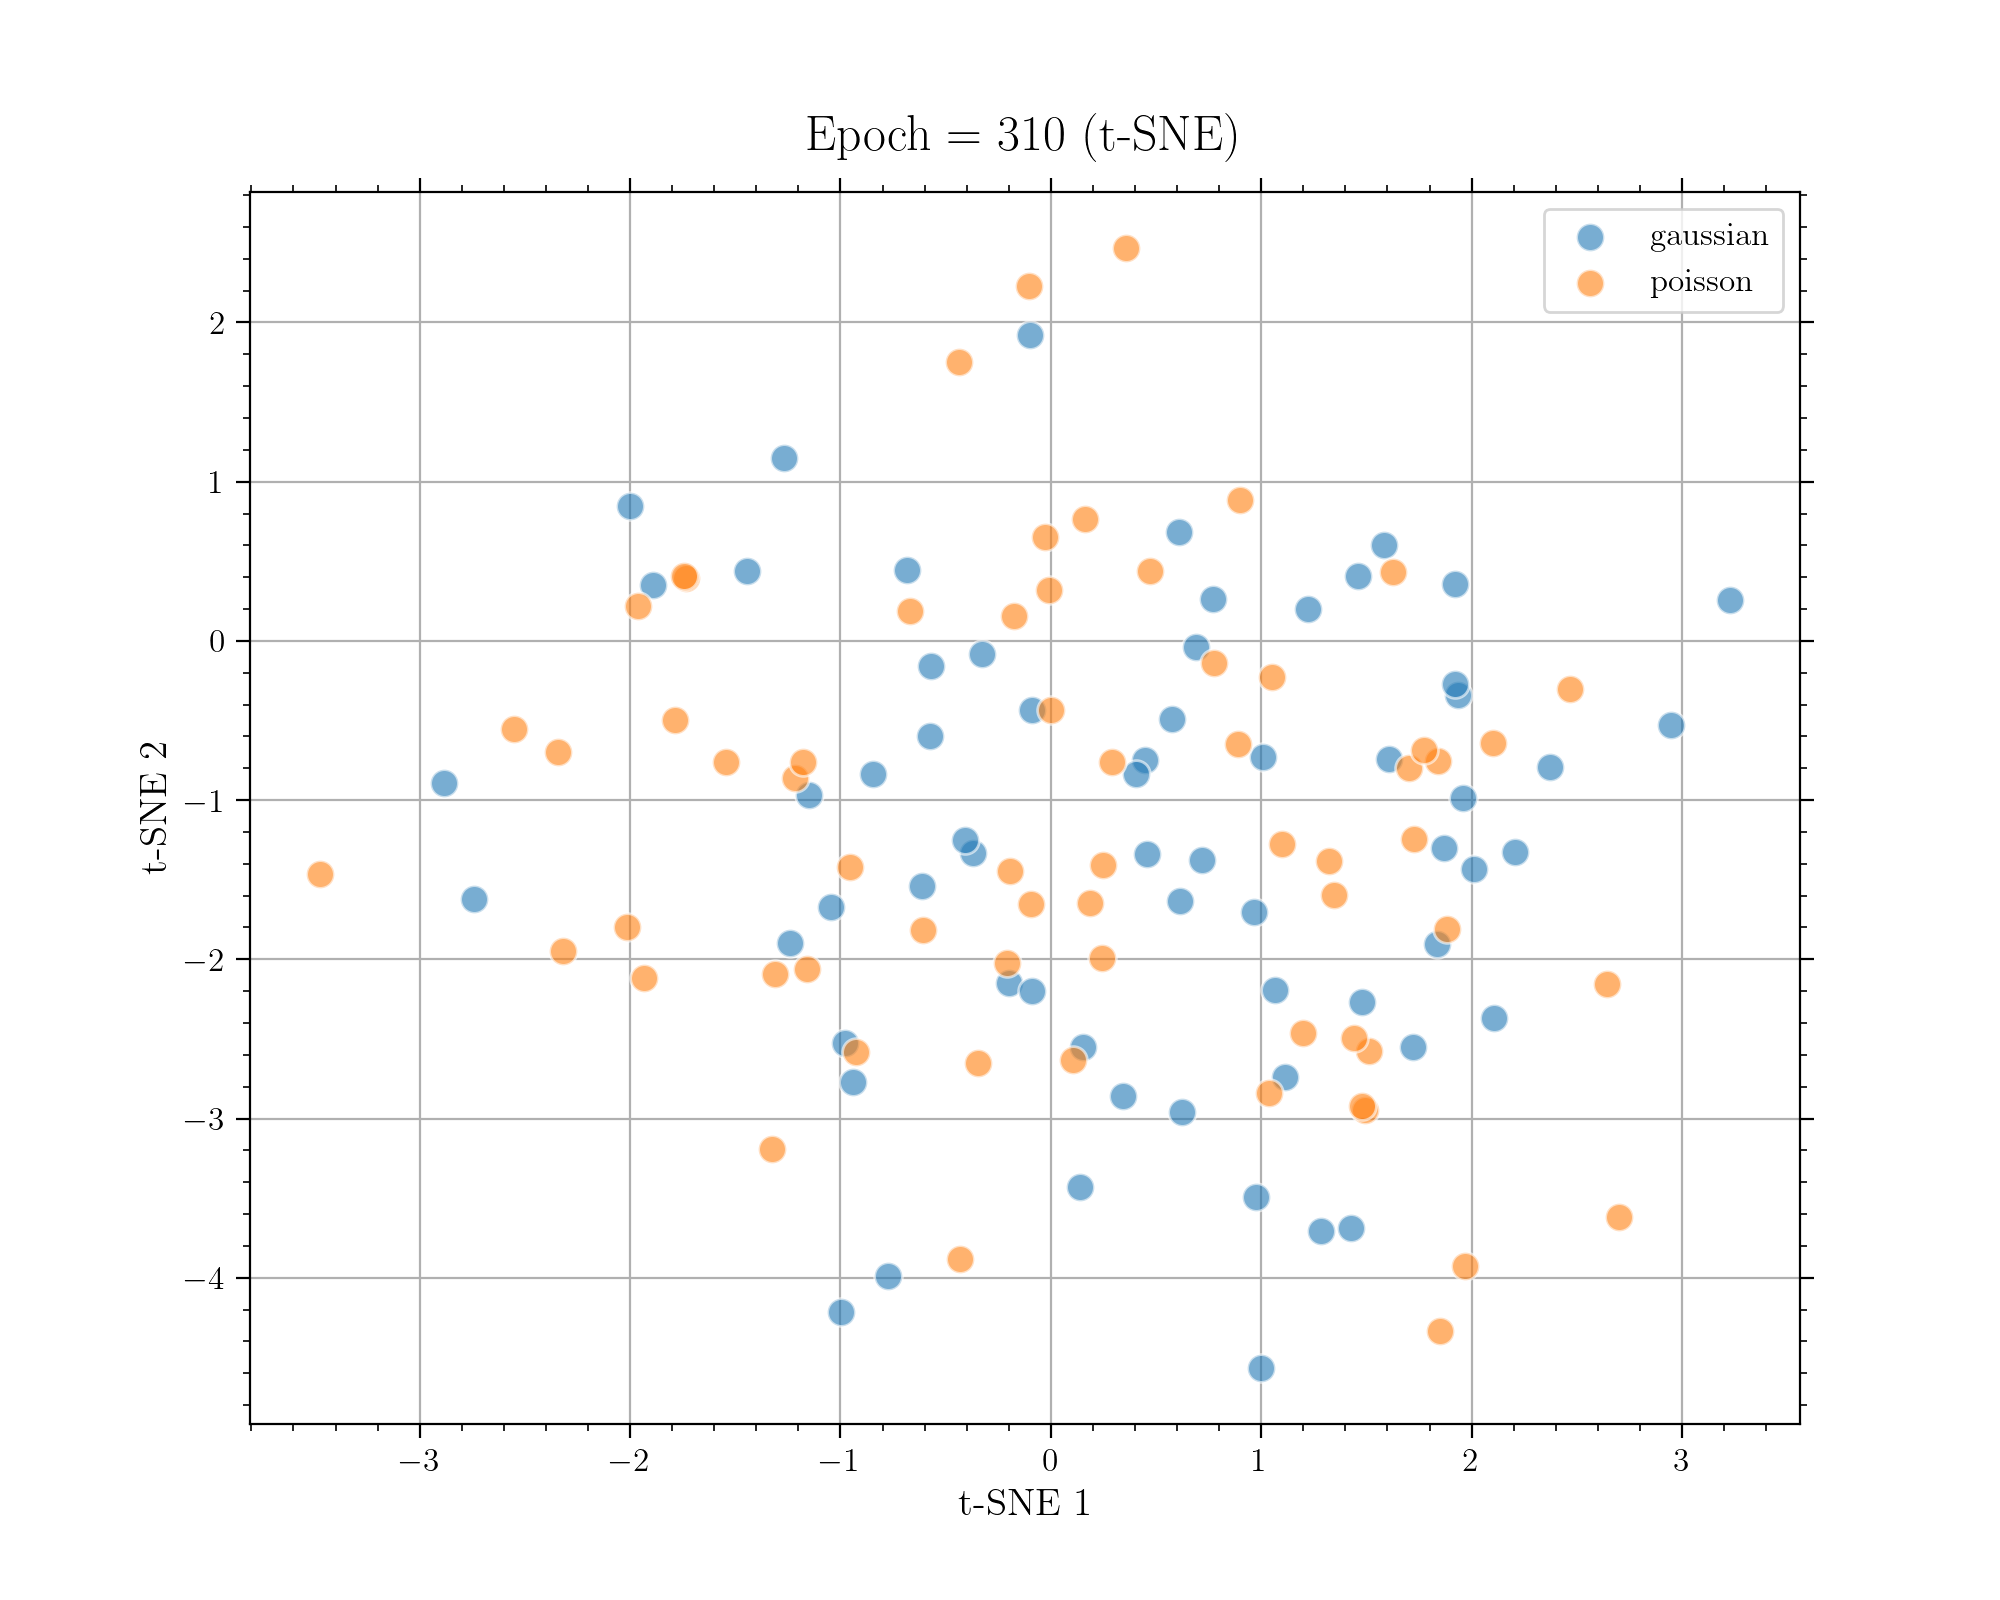 Epoch = 310 (t-SNE)
gaussian
poisson
t-SNE 2
2
1
0
−1
−2
−3
−4
−3 −2 −1 0 1 2 3
t-SNE 1